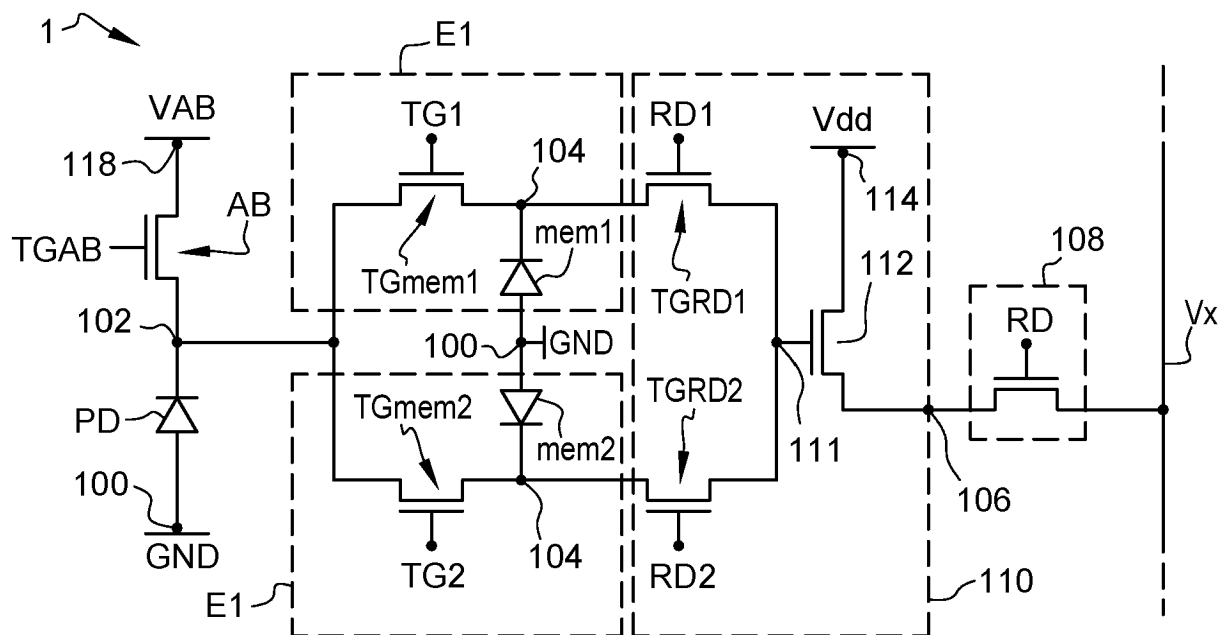 1
E1
VAB
TG1
RD1
Vdd
118
104
114
AB
mem1
112
108
TGAB
TGmem1
TGRD1
102
100
GND
RD
Vx
PD
TGmem2
TGRD2
mem2
111
100
106
GND
TG2
104
RD2
E1
110